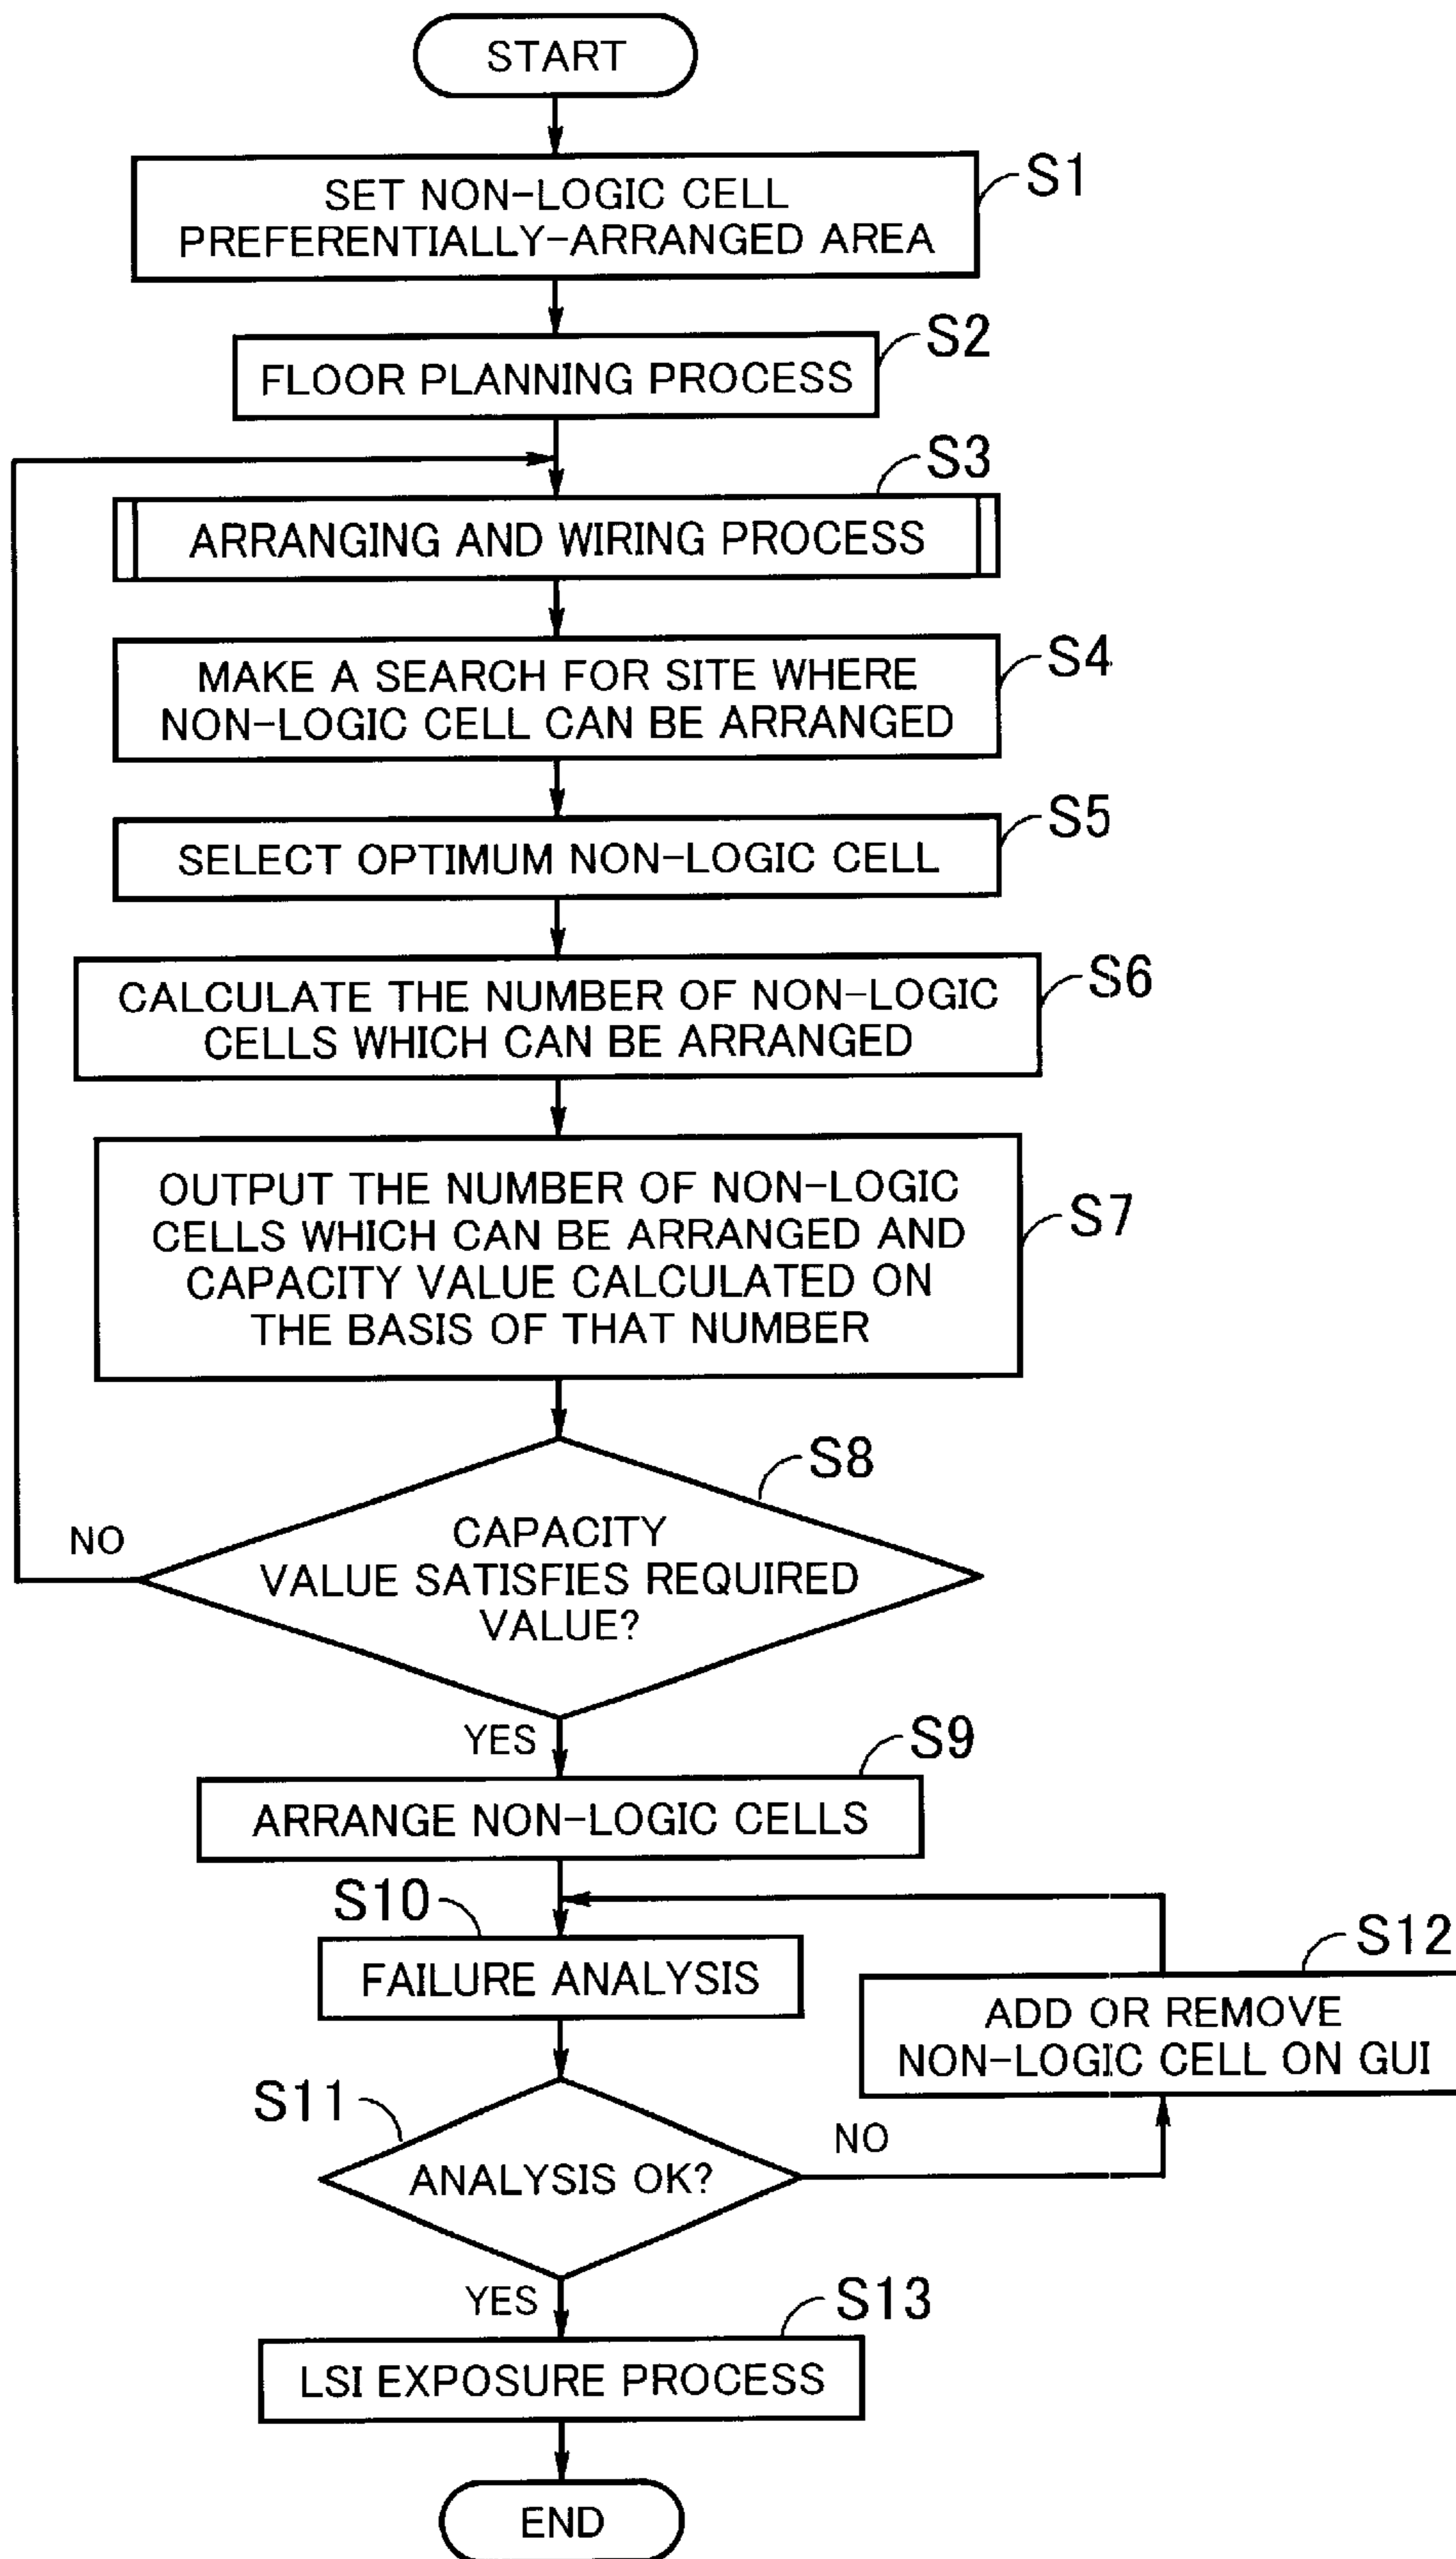 START
S1
SET NON-LOGIC CELL
PREFERENTIALLY-ARRANGED AREA
S2
FLOOR PLANNING PROCESS
S3
ARRANGING AND WIRING PROCESS
S4
MAKE A SEARCH FOR SITE WHERE
NON-LOGIC CELL CAN BE ARRANGED
S5
SELECT OPTIMUM NON-LOGIC CELL
S6
CALCULATE THE NUMBER OF NON-LOGIC
CELLS WHICH CAN BE ARRANGED
S7
OUTPUT THE NUMBER OF NON-LOGIC
CELLS WHICH CAN BE ARRANGED AND
CAPACITY VALUE CALCULATED ON
THE BASIS OF THAT NUMBER
S8
CAPACITY
VALUE SATISFIES REQUIRED
VALUE?
NO
YES
S9
ARRANGE NON-LOGIC CELLS
S10
FAILURE ANALYSIS
S12
ADD OR REMOVE
NON-LOGIC CELL ON GUI
S11
ANALYSIS OK?
NO
YES
S13
LSI EXPOSURE PROCESS
END